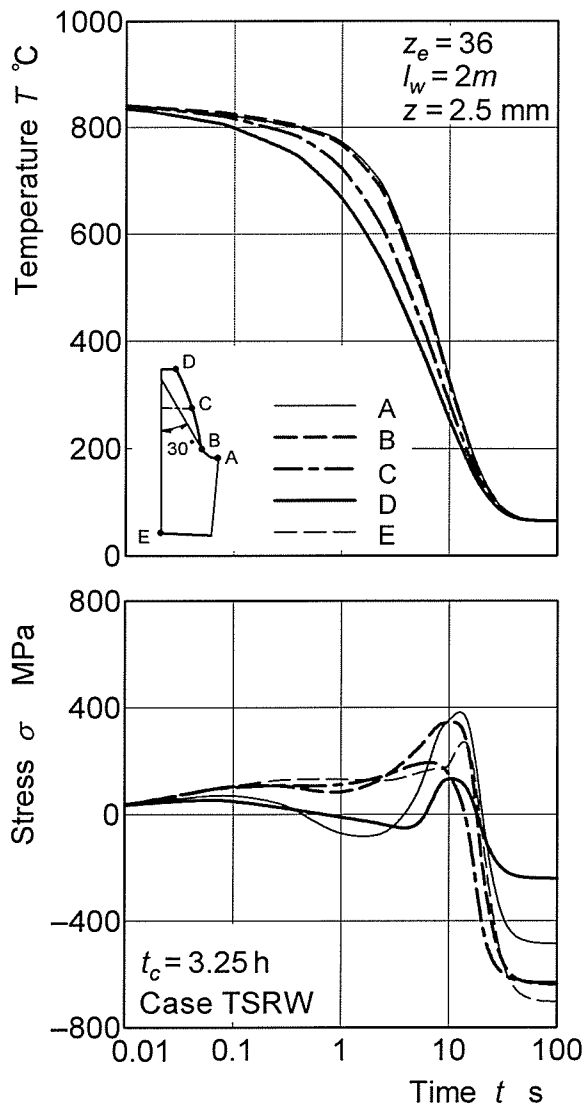 1000
800
600
400
200
0
Temperature T °C
z_e = 36
l_w = 2m
z = 2.5 mm
D
C
B
A
30°
E
A
B
C
D
E
800
400
0
–400
–800
Stress σ MPa
t_c = 3.25 h
Case TSRW
0.01 0.1 1 10 100
Time t s